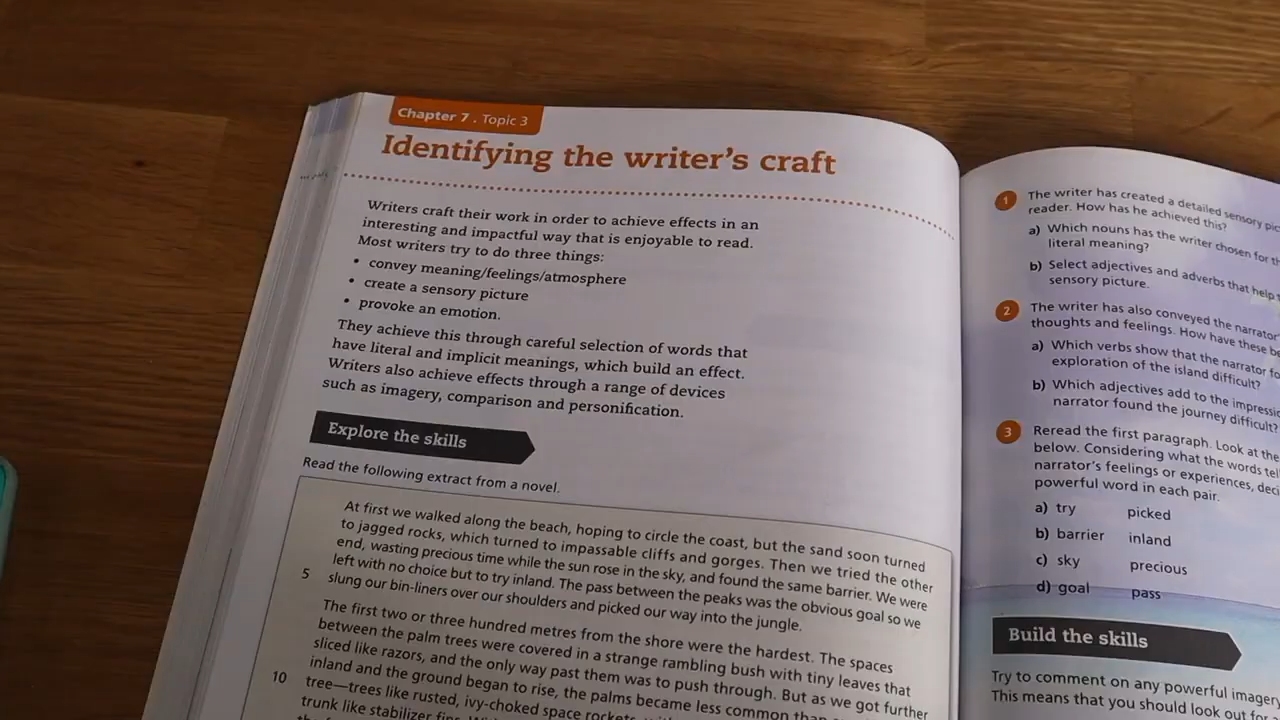 Chapter 7 . Topic 3
Identifying the writer's craft
Writers craft their work in order to achieve effects in an
interesting and impactful way that is enjoyable to read.
Most writers try to do three things:
• convey meaning/feelings/atmosphere
• create a sensory picture
• provoke an emotion.
They achieve this through careful selection of words that
have literal and implicit meanings, which build an effect.
Writers also achieve effects through a range of devices
such as imagery, comparison and personification.
Explore the skills
Read the following extract from a novel.
At first we walked along the beach, hoping to circle the coast, but the sand soon turned
to jagged rocks, which turned to impassable cliffs and gorges. Then we tried the other
end, wasting precious time while the sun rose in the sky, and found the same barrier. We were
5 left with no choice but to try inland. The pass between the peaks was the obvious goal so we
slung our bin-liners over our shoulders and picked our way into the jungle.
The first two or three hundred metres from the shore were the hardest. The spaces
between the palm trees were covered in a strange rambling bush with tiny leaves that
sliced like razors, and the only way past them was to push through. But as we got further
inland and the ground began to rise, the palms became less common than
10 tree—trees like rusted, ivy-choked space rockets,
trunk like stabilizer fins.
1 The writer has created a detailed sensory
reader. How has he achieved this?
a) Which nouns has the writer chosen for
literal meaning?
b) Select adjectives and adverbs that help
sensory picture.
2 The writer has also conveyed the
thoughts and feelings. How have these
a) Which verbs show that the narrator
exploration of the island difficult?
b) Which adjectives add to the
narrator found the journey difficult?
3 Reread the first paragraph. Look at the
below. Considering what the words
narrator's feelings or experiences,
powerful word in each pair.
a) try picked
b) barrier inland
c) sky precious
d) goal pass
Build the skills
Try to comment on any powerful
This means that you should look out